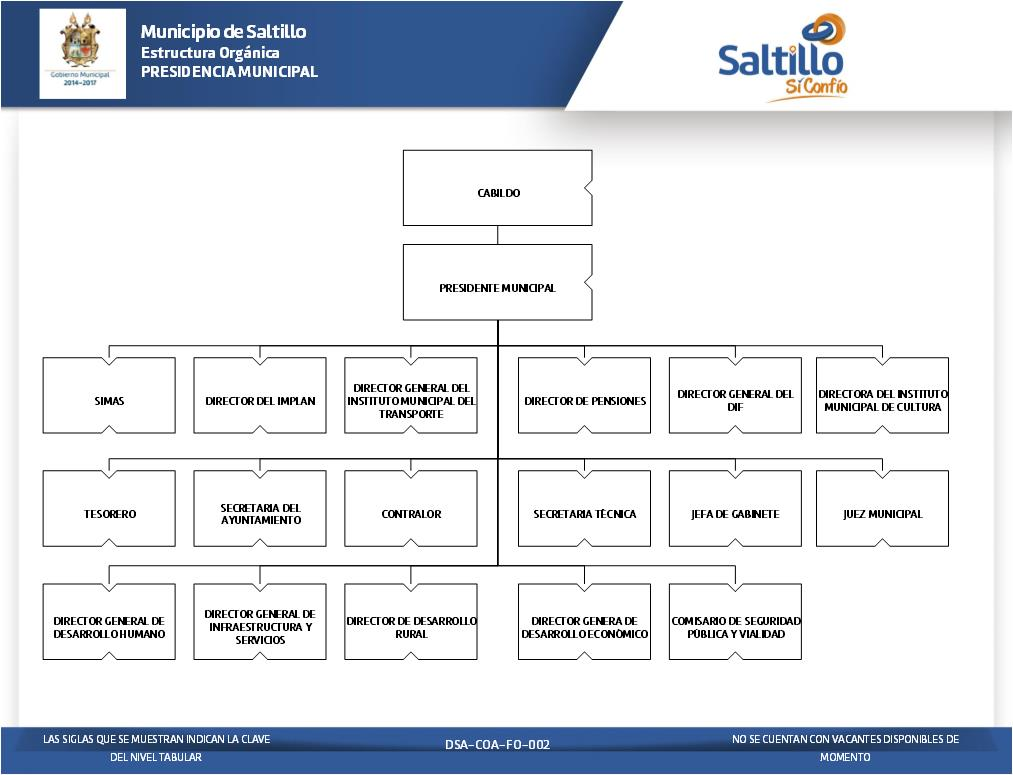 Municipio de Saltillo
Estructura Orgánica
PRESIDENCIA MUNICIPAL
Gobierno Municipal
2014-2017
Saltillo
Sí Confío
CABILDO
PRESIDENTE MUNICIPAL
SIMAS
DIRECTOR DEL IMPLAN
DIRECTOR GENERAL DEL
INSTITUTO MUNICIPAL DEL
TRANSPORTE
DIRECTOR DE PENSIONES
DIRECTOR GENERAL DEL
DIF
DIRECTORA DEL INSTITUTO
MUNICIPAL DE CULTURA
TESORERO
SECRETARIA DEL
AYUNTAMIENTO
CONTRALOR
SECRETARIA TÈCNICA
JEFA DE GABINETE
JUEZ MUNICIPAL
DIRECTOR GENERAL DE
DESARROLLO HUMANO
DIRECTOR GENERAL DE
INFRAESTRUCTURA Y
SERVICIOS
DIRECTOR DE DESARROLLO
RURAL
DIRECTOR GENERA DE
DESARROLLO ECONÒMICO
COMISARIO DE SEGURIDAD
PÙBLICA Y VIALIDAD
LAS SIGLAS QUE SE MUESTRAN INDICAN LA CLAVE
DEL NIVEL TABULAR
DSA-COA-FO-002
NO SE CUENTAN CON VACANTES DISPONIBLES DE
MOMENTO